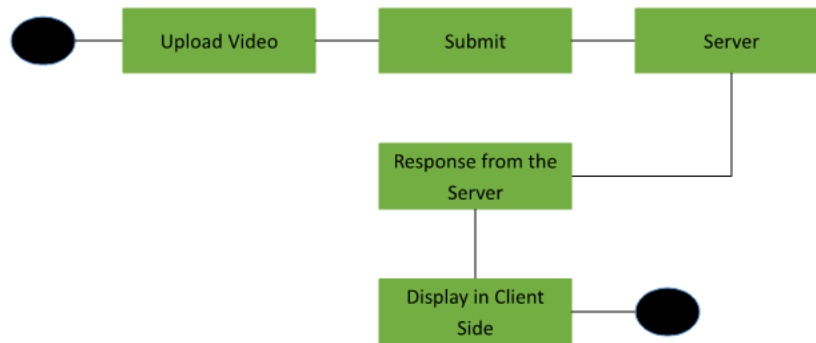 Upload Video
Submit
Server
Response from the
Server
Display in Client
Side